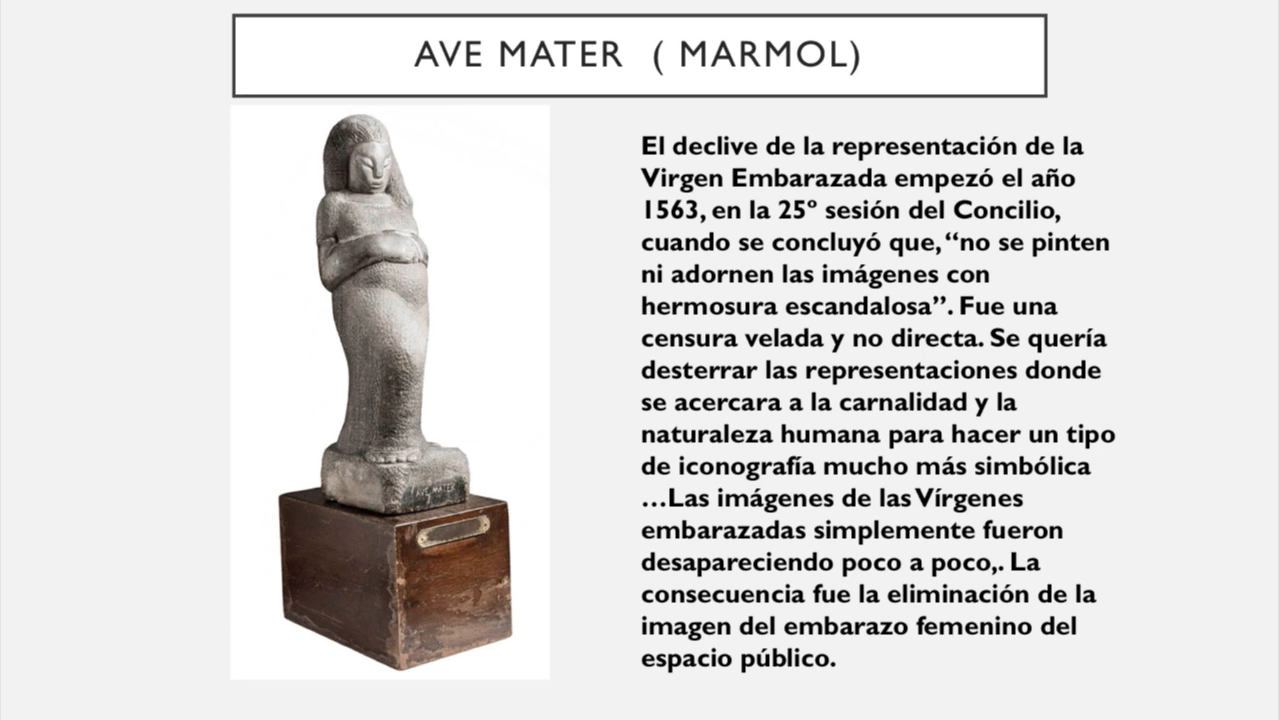 AVE MATER ( MARMOL)
El declive de la representación de la
Virgen Embarazada empezó el año
1563, en la 25º sesión del Concilio,
cuando se concluyó que, “no se pinten
ni adornen las imágenes con
hermosura escandalosa”. Fue una
censura velada y no directa. Se quería
desterrar las representaciones donde
se acercara a la carnalidad y la
naturaleza humana para hacer un tipo
de iconografía mucho más simbólica
…Las imágenes de las Vírgenes
embarazadas simplemente fueron
desapareciendo poco a poco,. La
consecuencia fue la eliminación de la
imagen del embarazo femenino del
espacio público.
AVE MATER